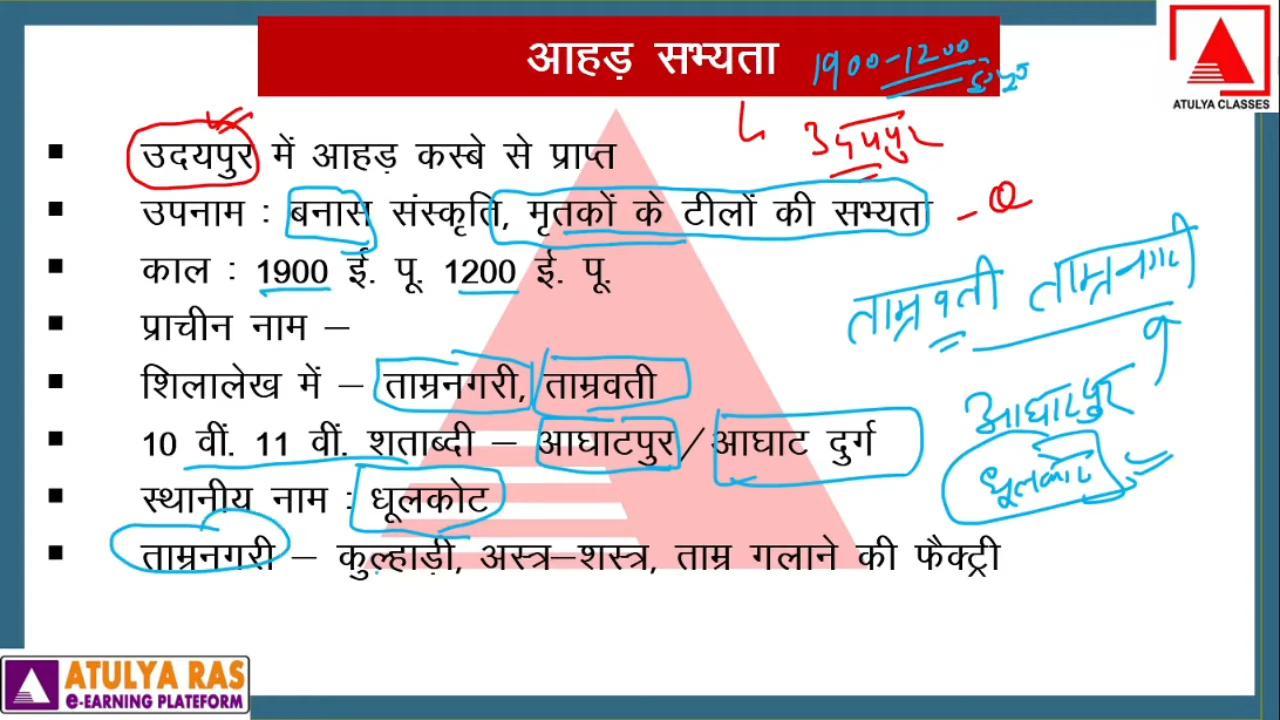 आहड़ सभ्यता 1900-1200 ई॰पू॰
ATULYA CLASSES
उदयपुर में आहड़ कस्बे से प्राप्त
उदयपुर
उपनाम : बनास संस्कृति, मृतकों के टीलों की सभ्यता
काल : 1900 ई. पू. 1200 ई. पू.
ताम्रवती ताम्रनगरी
प्राचीन नाम –
शिलालेख में – ताम्रनगरी, ताम्रवती
आघाटपुर
10 वीं. 11 वीं. शताब्दी – आघाटपुर/आघाट दुर्ग
धूलकोट
स्थानीय नाम : धूलकोट
ताम्रनगरी – कुल्हाड़ी, अस्त्र–शस्त्र, ताम्र गलाने की फैक्ट्री
ATULYA RAS
e-EARNING PLATEFORM